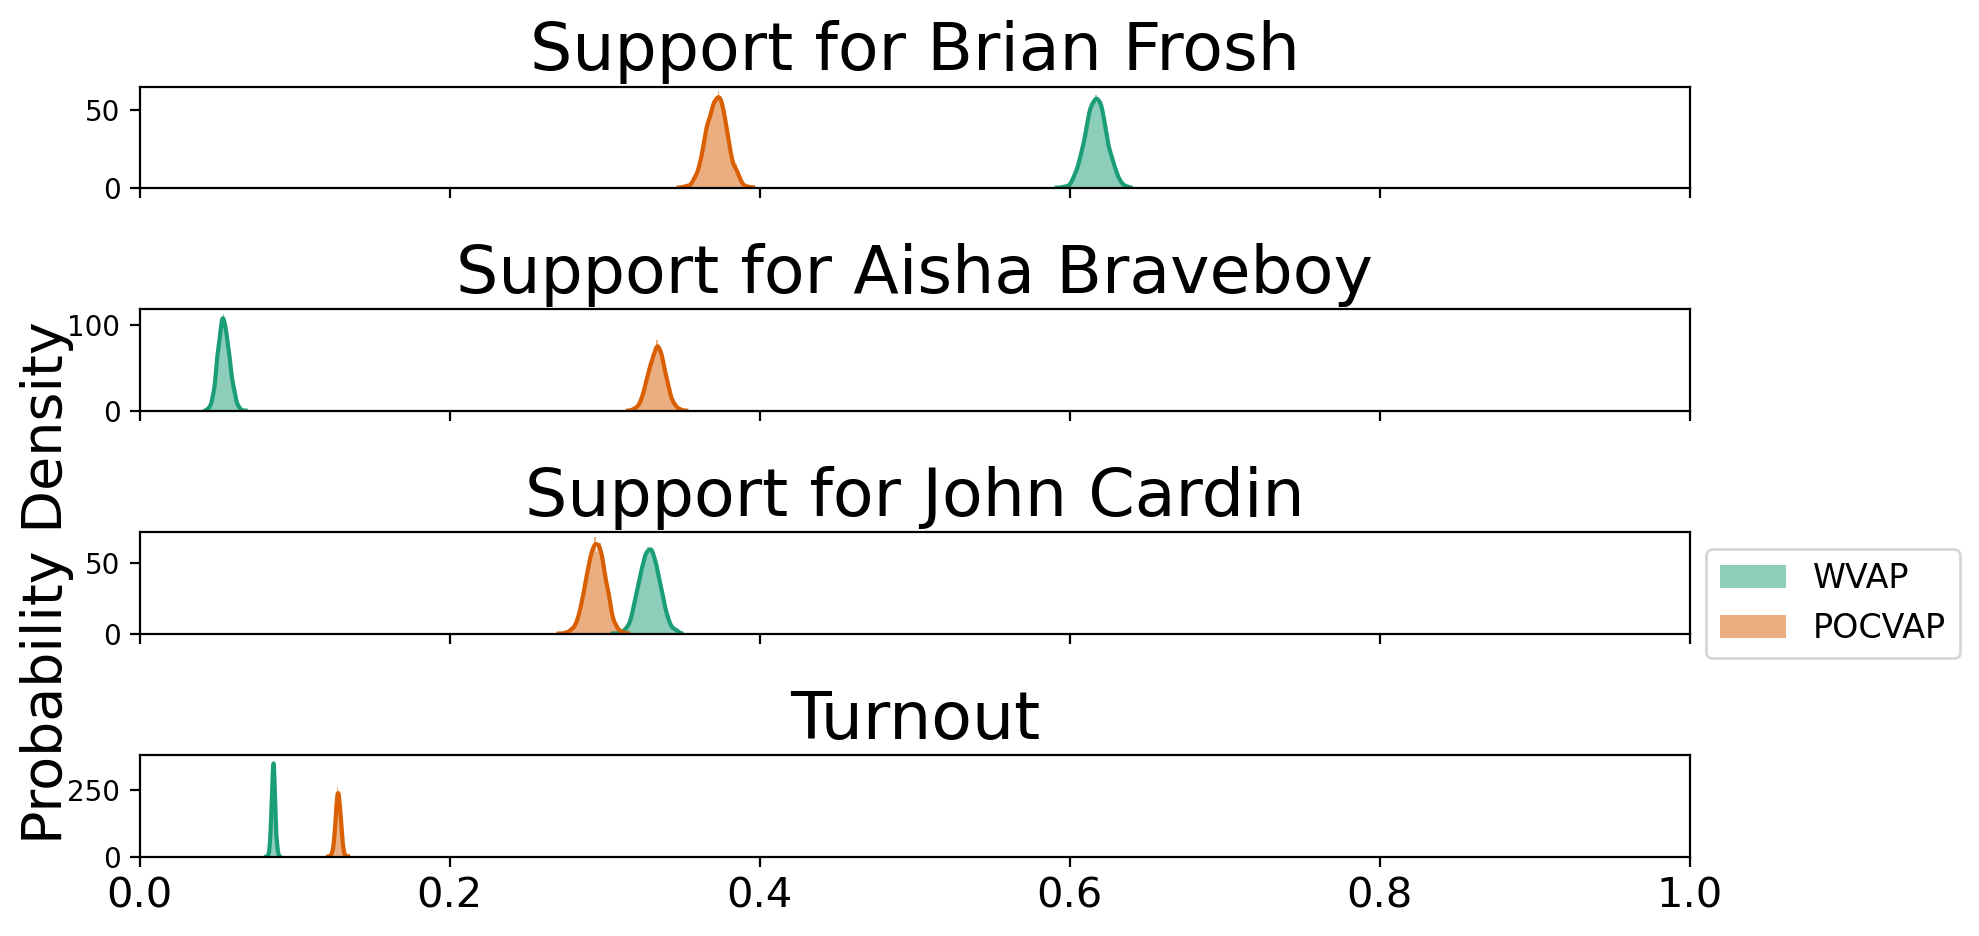 Support for Brian Frosh
50
0
Support for Aisha Braveboy
100
0
Support for John Cardin
50
0
Turnout
250
0
0.0 0.2 0.4 0.6 0.8 1.0
Probability Density
WVAP
POCVAP